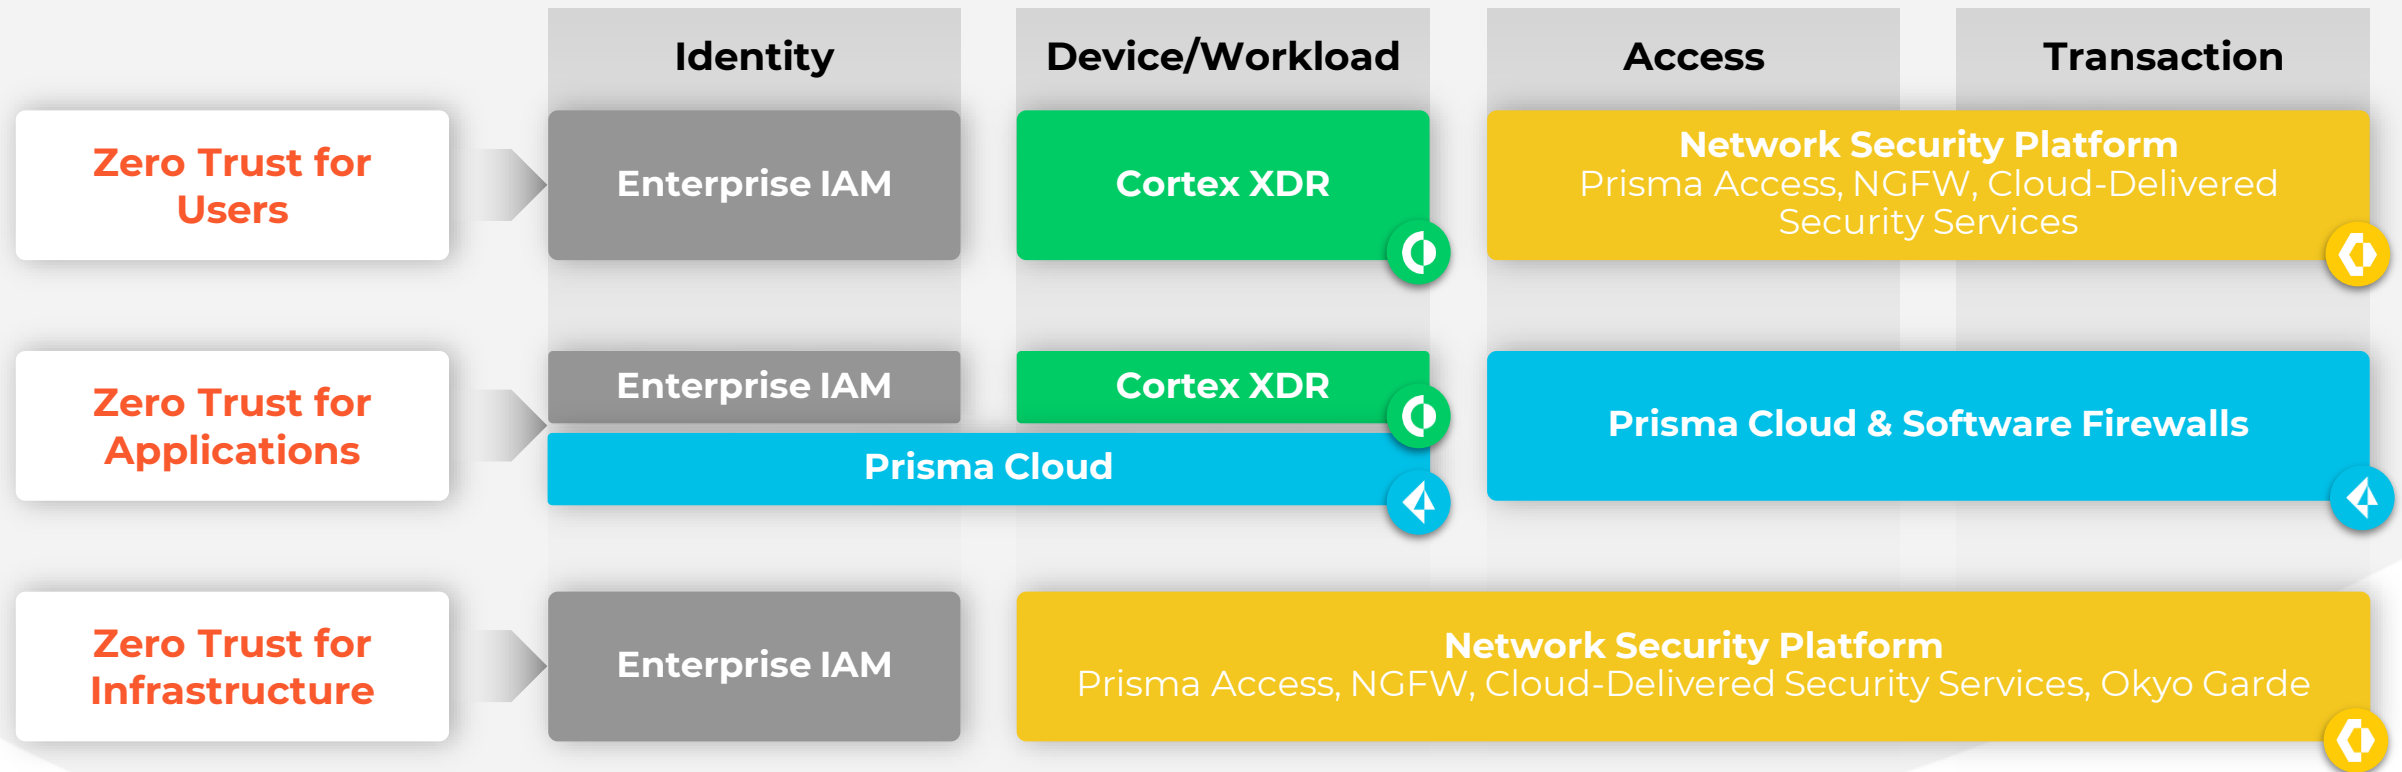 Identity
Device/Workload
Access
Transaction
Zero Trust for
Users
Enterprise IAM
Cortex XDR
Network Security Platform
Prisma Access, NGFW, Cloud-Delivered
Security Services
Zero Trust for
Applications
Enterprise IAM
Cortex XDR
Prisma Cloud
Prisma Cloud & Software Firewalls
Zero Trust for
Infrastructure
Enterprise IAM
Network Security Platform
Prisma Access, NGFW, Cloud-Delivered Security Services, Okyo Garde